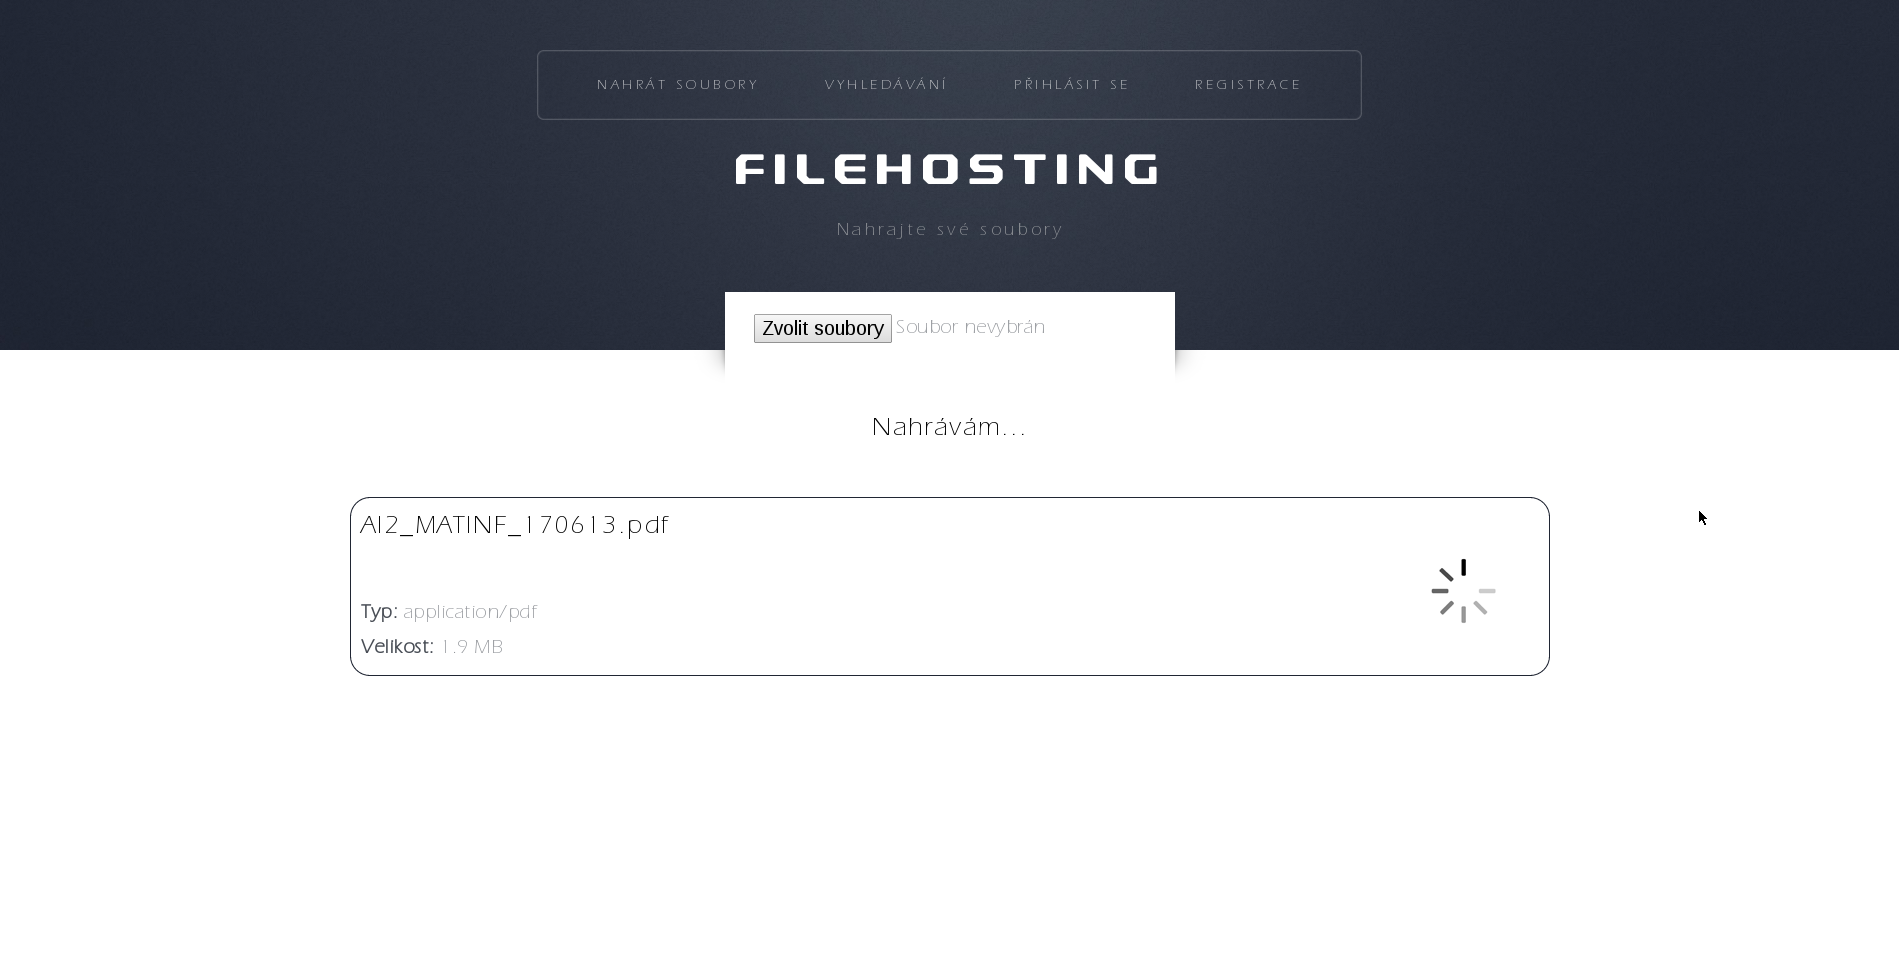 NAHRÁT SOUBORY VYHLEDÁVÁNÍ PŘIHLÁSIT SE REGISTRACE
FILEHOSTING
Nahrajte své soubory
Zvolit soubory Soubor nevybrán
Nahrávám...
AI2_MATINF_170613.pdf
Typ: application/pdf
Velikost: 1.9 MB